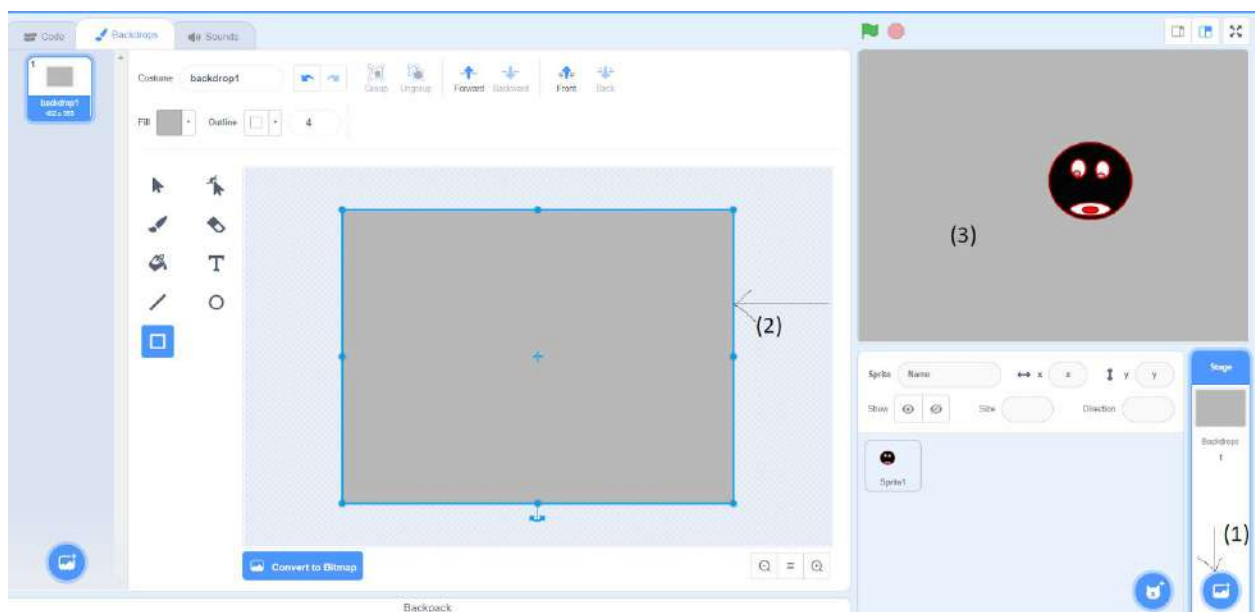 Code Backdrops Sounds
1
backdrop1
Costume backdrop1
Group Ungroup Forward Backward Front Back
Fill Outline 4
T
(3)
(2)
Sprite Name x x y y
Show Size Direction
Sprite1
Stage
Backdrops
1
(1)
Convert to Bitmap
=
Backpack